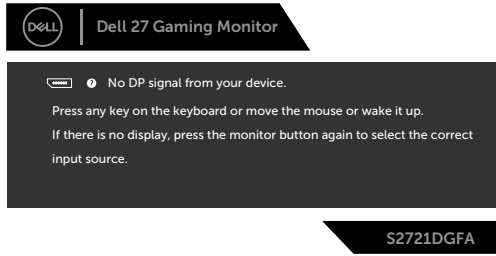 DELL
Dell 27 Gaming Monitor
? No DP signal from your device.
Press any key on the keyboard or move the mouse or wake it up.
If there is no display, press the monitor button again to select the correct
input source.
S2721DGFA